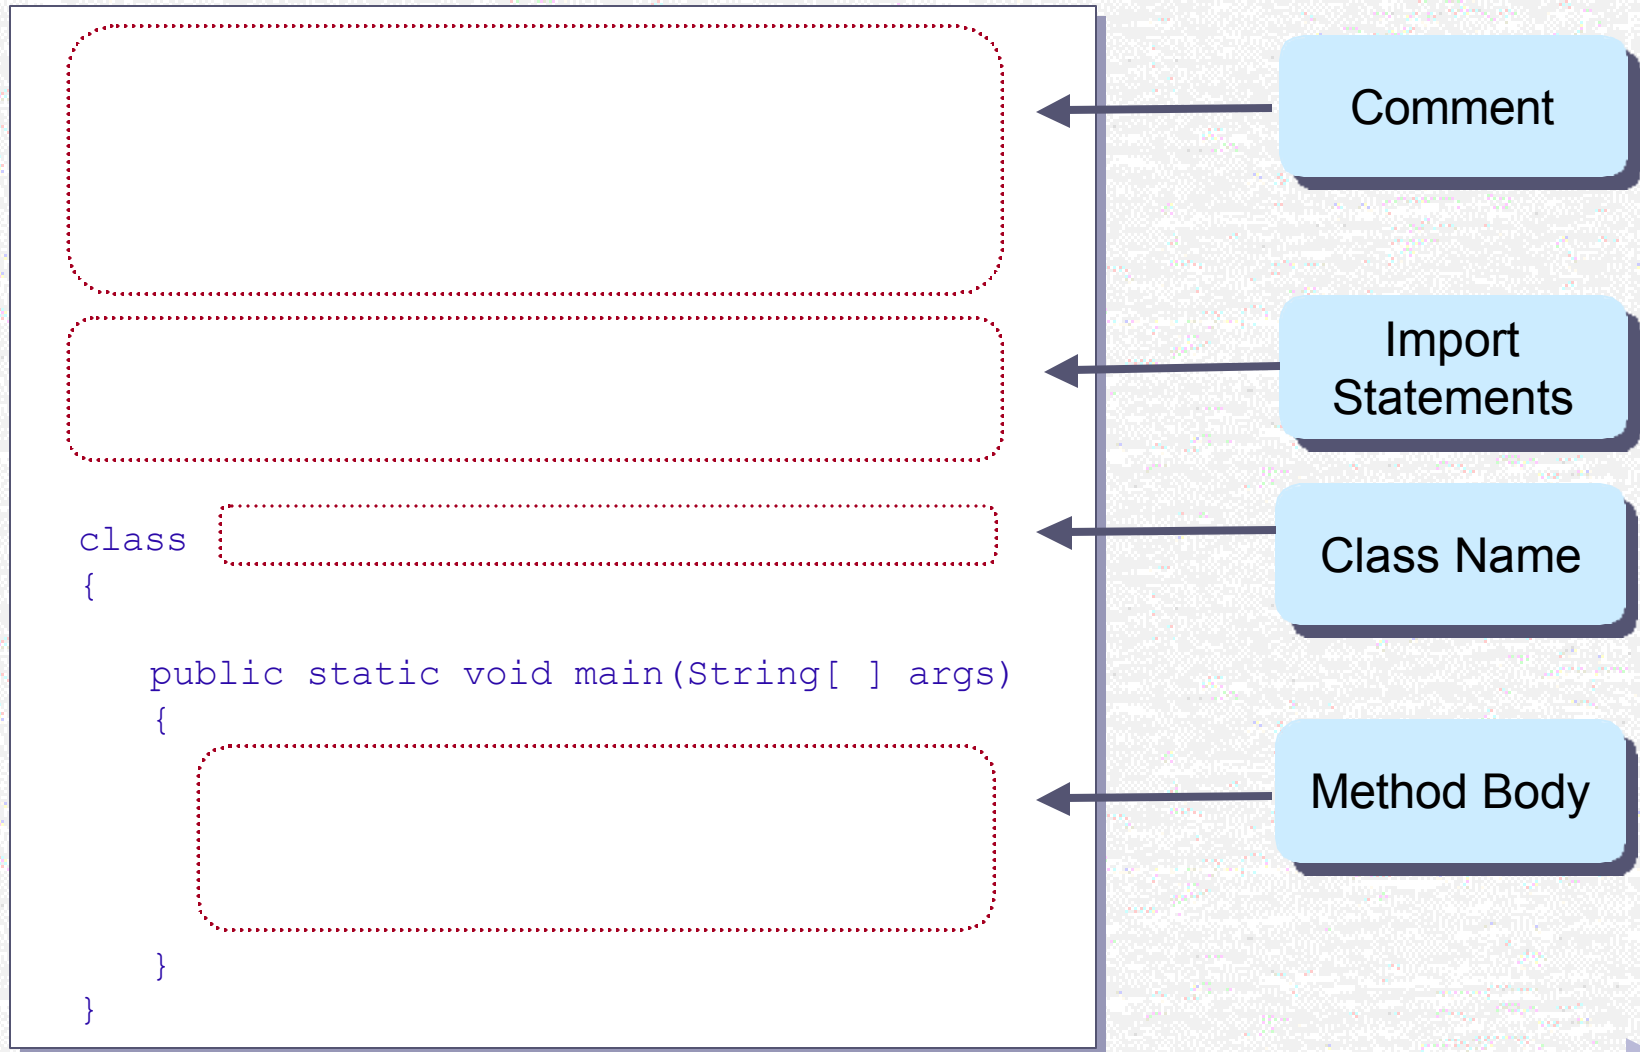 Comment
Import
Statements
class
Class Name
{
public static void main(String[ ] args)
{
Method Body
}
}